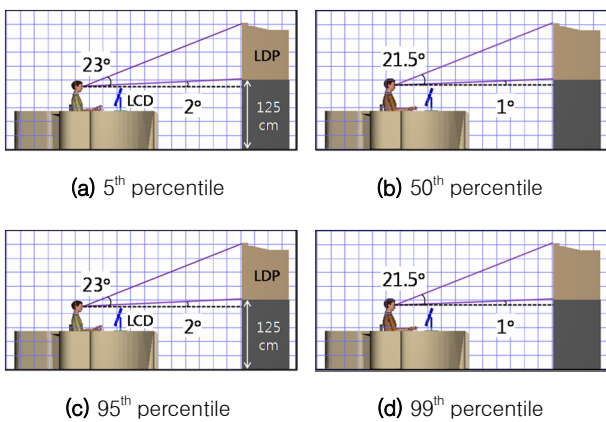 23° LDP
LCD 2° 125 cm
(a) 5th percentile
21.5°
1°
(b) 50th percentile
23° LDP
LCD 2° 125 cm
(c) 95th percentile
21.5°
1°
(d) 99th percentile